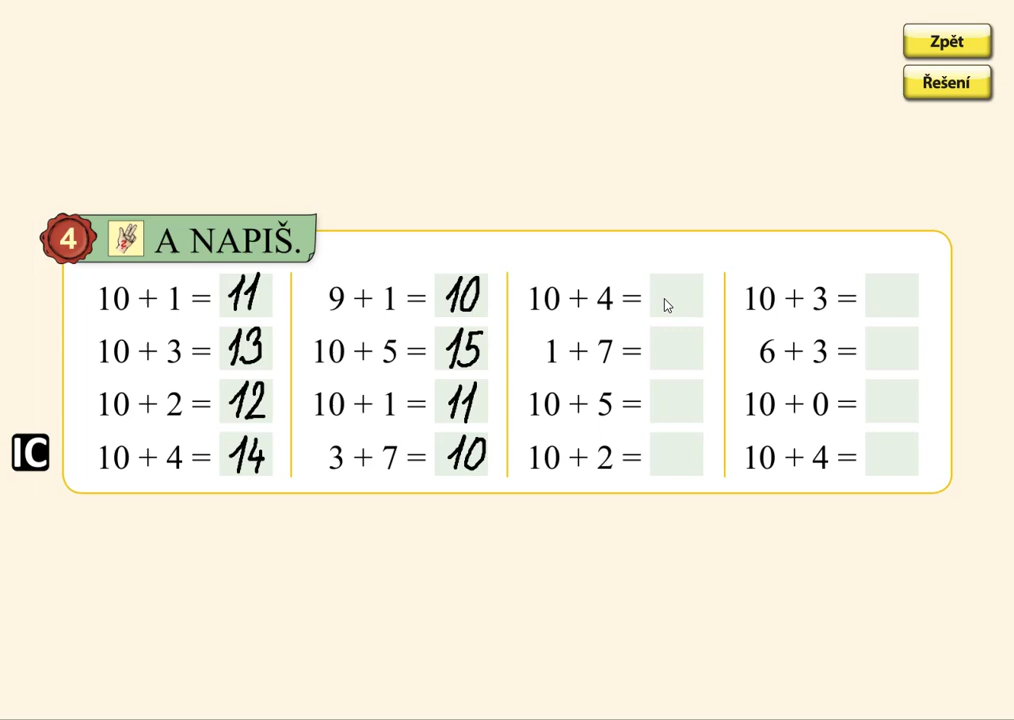 Zpět
Řešení
4 A NAPIŠ.
10 + 1 = 11
10 + 3 = 13
10 + 2 = 12
10 + 4 = 14
9 + 1 = 10
10 + 5 = 15
10 + 1 = 11
3 + 7 = 10
10 + 4 =
1 + 7 =
10 + 5 =
10 + 2 =
10 + 3 =
6 + 3 =
10 + 0 =
10 + 4 =
IC